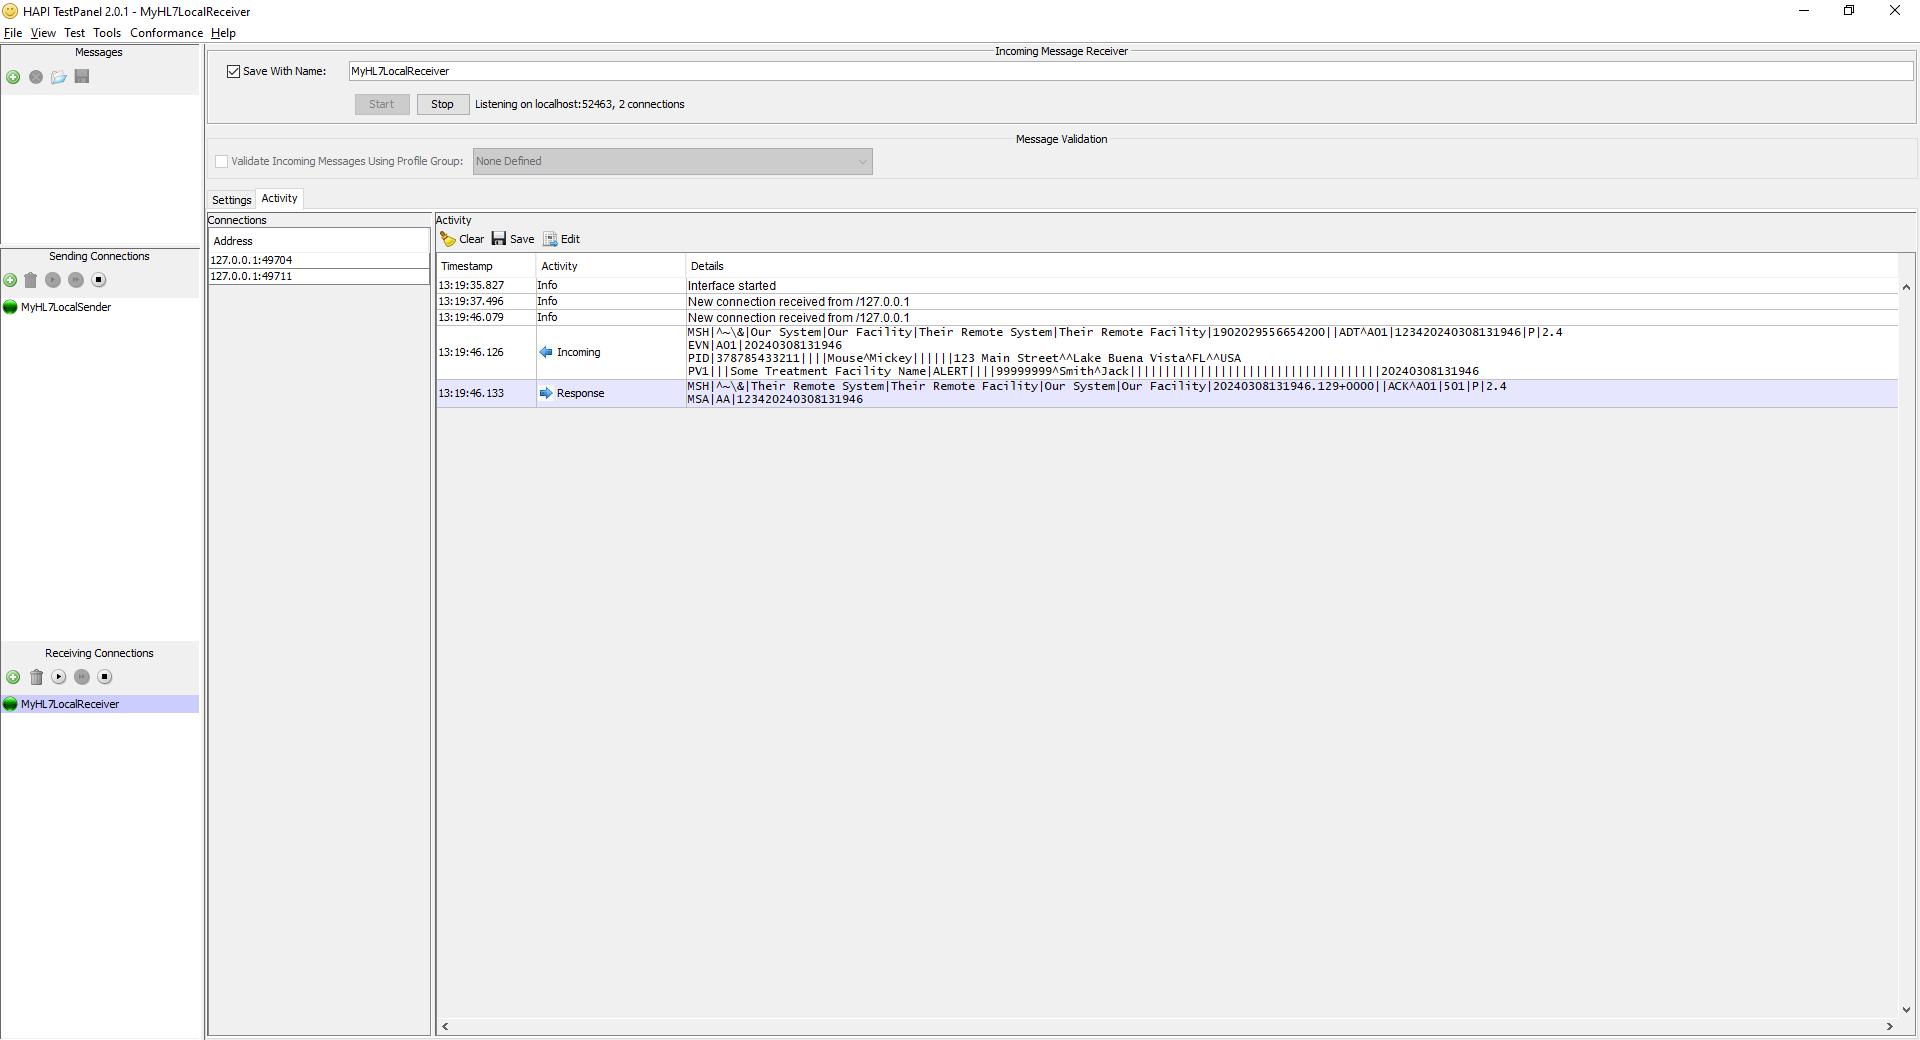 HAPI TestPanel 2.0.1 - MyHL7LocalReceiver
File View Test Tools Conformance Help
Messages
Sending Connections
MyHL7LocalSender
Receiving Connections
MyHL7LocalReceiver
Incoming Message Receiver
Save With Name: MyHL7LocalReceiver
Start Stop Listening on localhost:52463, 2 connections
Message Validation
Validate Incoming Messages Using Profile Group: None Defined
Settings Activity
Connections
Address
127.0.0.1:49704
127.0.0.1:49711
Activity
Clear Save Edit
Timestamp Activity Details
13:19:35.827 Info Interface started
13:19:37.496 Info New connection received from /127.0.0.1
13:19:46.079 Info New connection received from /127.0.0.1
13:19:46.126 Incoming
MSH|^~\&|Our System|Our Facility|Their Remote System|Their Remote Facility|1902029556654200||ADT^A01|123420240308131946|P|2.4
EVN|A01|20240308131946
PID|378785433211||||Mouse^Mickey||||||123 Main Street^^Lake Buena Vista^FL^^USA
PV1|||Some Treatment Facility Name|ALERT||||99999999^Smith^Jack||||||||||||||||||||||||||||||||||||20240308131946
13:19:46.133 Response
MSH|^~\&|Their Remote System|Their Remote Facility|Our System|Our Facility|20240308131946.129+0000||ACK^A01|501|P|2.4
MSA|AA|123420240308131946